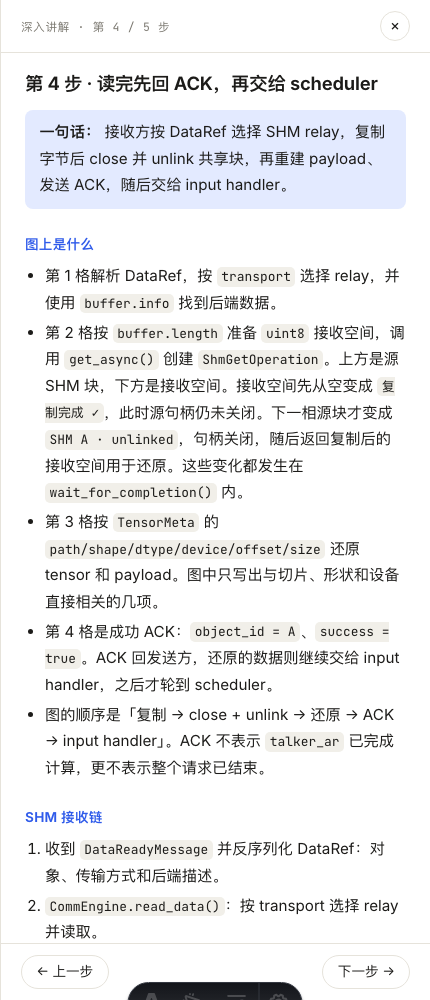 深入讲解 · 第 4 / 5 步
×
第 4 步 · 读完先回 ACK，再交给 scheduler
一句话： 接收方按 DataRef 选择 SHM relay，复制
字节后 close 并 unlink 共享块，再重建 payload、
发送 ACK，随后交给 input handler。
图上是什么
• 第 1 格解析 DataRef，按 transport 选择 relay，并
使用 buffer.info 找到后端数据。
• 第 2 格按 buffer.length 准备 uint8 接收空间，调
用 get_async() 创建 ShmGetOperation。上方是源
SHM 块，下方是接收空间。接收空间先从空变成 复
制完成 ✓，此时源句柄仍未关闭。下一相源块才变成
SHM A · unlinked，句柄关闭，随后返回复制后的
接收空间用于还原。这些变化都发生在
wait_for_completion() 内。
• 第 3 格按 TensorMeta 的
path/shape/dtype/device/offset/size 还原
tensor 和 payload。图中只写出与切片、形状和设备
直接相关的几项。
• 第 4 格是成功 ACK：object_id = A、success =
true。ACK 回发送方，还原的数据则继续交给 input
handler，之后才轮到 scheduler。
• 图的顺序是「复制 → close + unlink → 还原 → ACK
→ input handler」。ACK 不表示 talker_ar 已完成
计算，更不表示整个请求已结束。
SHM 接收链
1. 收到 DataReadyMessage 并反序列化 DataRef：对
象、传输方式和后端描述。
2. CommEngine.read_data()：按 transport 选择 relay
并读取。
← 上一步
下一步 →